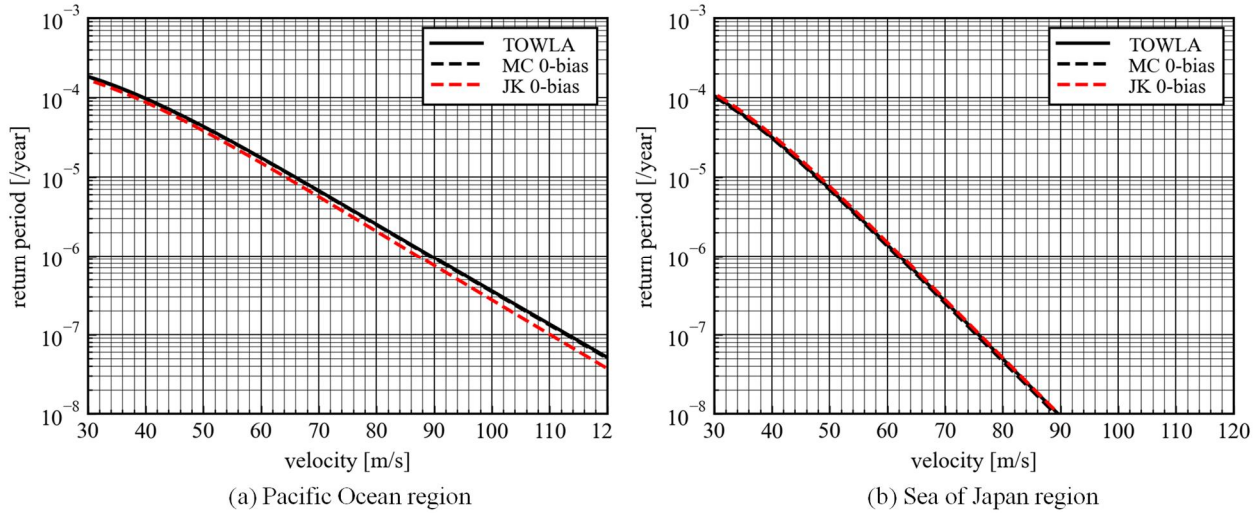 TOWLA
MC 0-bias
JK 0-bias
return period [/year]
10⁻³
10⁻⁴
10⁻⁵
10⁻⁶
10⁻⁷
10⁻⁸
30 40 50 60 70 80 90 100 110 12
velocity [m/s]
(a) Pacific Ocean region
TOWLA
MC 0-bias
JK 0-bias
return period [/year]
10⁻³
10⁻⁴
10⁻⁵
10⁻⁶
10⁻⁷
10⁻⁸
30 40 50 60 70 80 90 100 110 120
velocity [m/s]
(b) Sea of Japan region